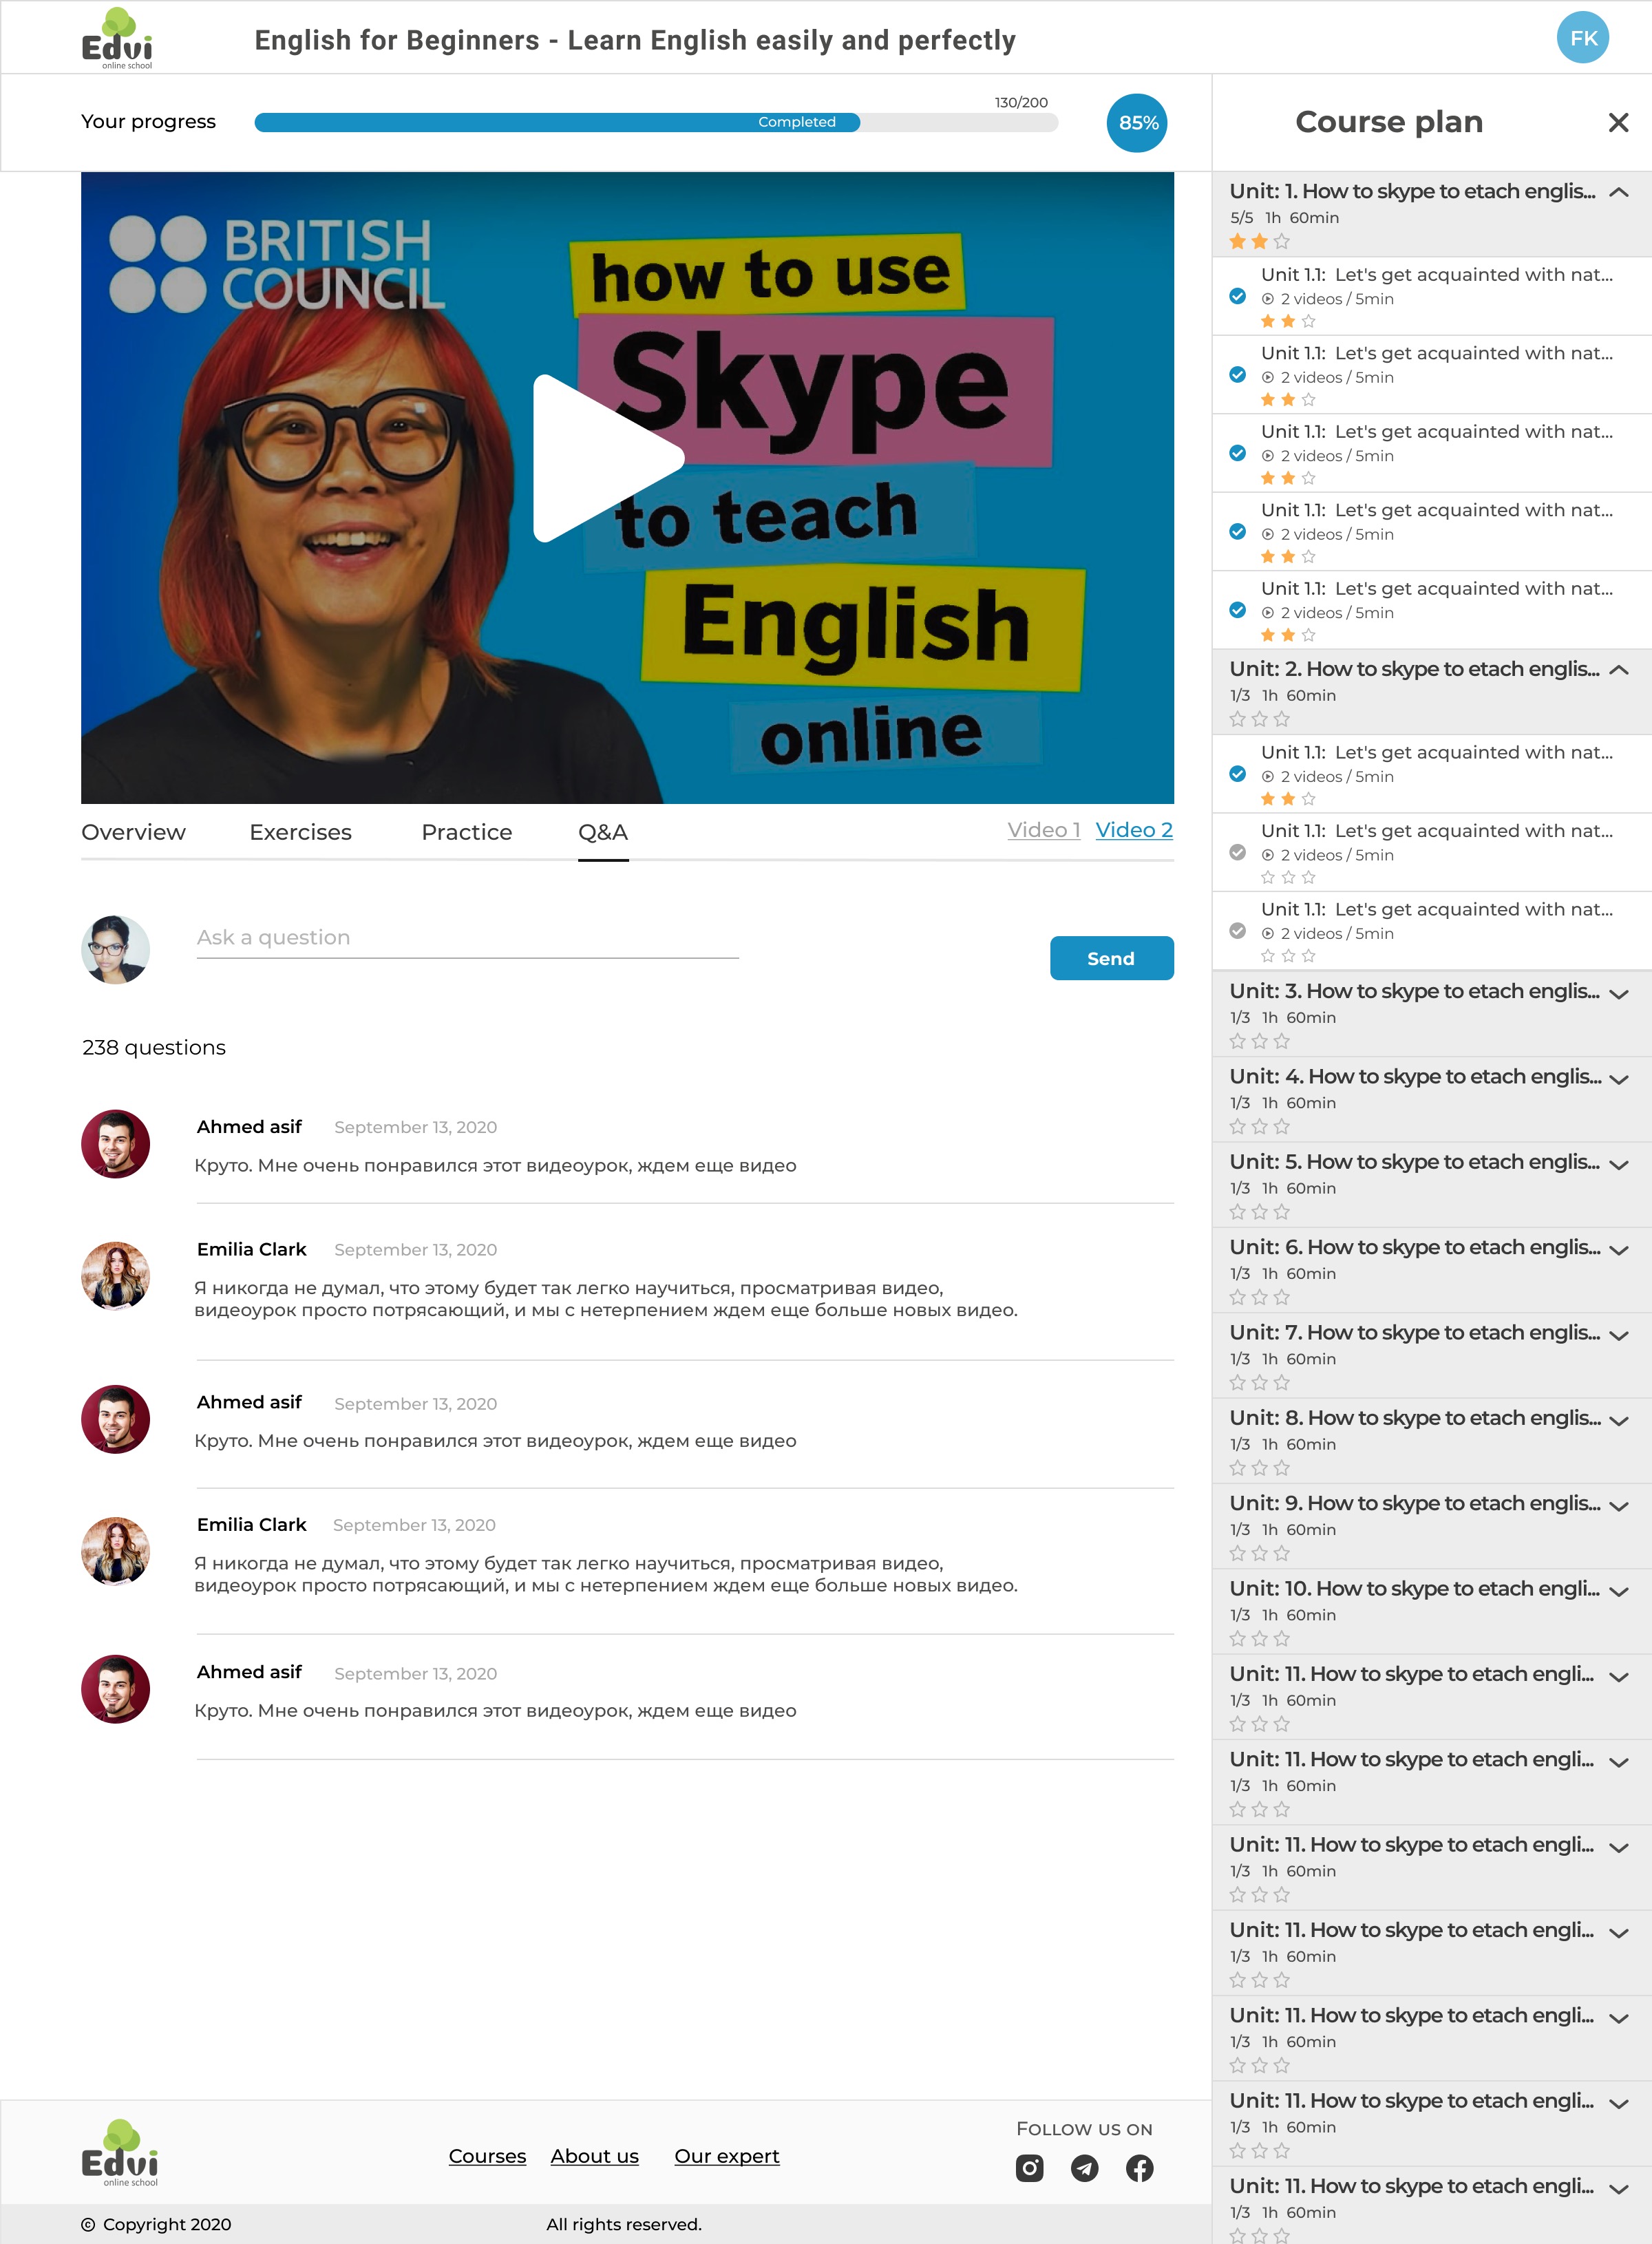 Edvi
online school
English for Beginners - Learn English easily and perfectly
FK
Your progress
130/200
Completed
85%
BRITISH
COUNCIL
how to use
Skype
to teach
English
online
Overview Exercises Practice Q&A Video 1 Video 2
Ask a question
Send
238 questions
Ahmed asif September 13, 2020
Круто. Мне очень понравился этот видеоурок, ждем еще видео
Emilia Clark September 13, 2020
Я никогда не думал, что этому будет так легко научиться, просматривая видео,
видеоурок просто потрясающий, и мы с нетерпением ждем еще больше новых видео.
Ahmed asif September 13, 2020
Круто. Мне очень понравился этот видеоурок, ждем еще видео
Emilia Clark September 13, 2020
Я никогда не думал, что этому будет так легко научиться, просматривая видео,
видеоурок просто потрясающий, и мы с нетерпением ждем еще больше новых видео.
Ahmed asif September 13, 2020
Круто. Мне очень понравился этот видеоурок, ждем еще видео
Course plan
Unit: 1. How to skype to etach englis...
5/5 1h 60min
Unit 1.1: Let's get acquainted with nat...
2 videos / 5min
Unit 1.1: Let's get acquainted with nat...
2 videos / 5min
Unit 1.1: Let's get acquainted with nat...
2 videos / 5min
Unit 1.1: Let's get acquainted with nat...
2 videos / 5min
Unit 1.1: Let's get acquainted with nat...
2 videos / 5min
Unit: 2. How to skype to etach englis...
1/3 1h 60min
Unit 1.1: Let's get acquainted with nat...
2 videos / 5min
Unit 1.1: Let's get acquainted with nat...
2 videos / 5min
Unit 1.1: Let's get acquainted with nat...
2 videos / 5min
Unit: 3. How to skype to etach englis...
1/3 1h 60min
Unit: 4. How to skype to etach englis...
1/3 1h 60min
Unit: 5. How to skype to etach englis...
1/3 1h 60min
Unit: 6. How to skype to etach englis...
1/3 1h 60min
Unit: 7. How to skype to etach englis...
1/3 1h 60min
Unit: 8. How to skype to etach englis...
1/3 1h 60min
Unit: 9. How to skype to etach englis...
1/3 1h 60min
Unit: 10. How to skype to etach engli...
1/3 1h 60min
Unit: 11. How to skype to etach engli...
1/3 1h 60min
Unit: 11. How to skype to etach engli...
1/3 1h 60min
Unit: 11. How to skype to etach engli...
1/3 1h 60min
Unit: 11. How to skype to etach engli...
1/3 1h 60min
Unit: 11. How to skype to etach engli...
1/3 1h 60min
Unit: 11. How to skype to etach engli...
1/3 1h 60min
Unit: 11. How to skype to etach engli...
1/3 1h 60min
Edvi
online school
Courses About us Our expert
Follow us on
© Copyright 2020 All rights reserved.